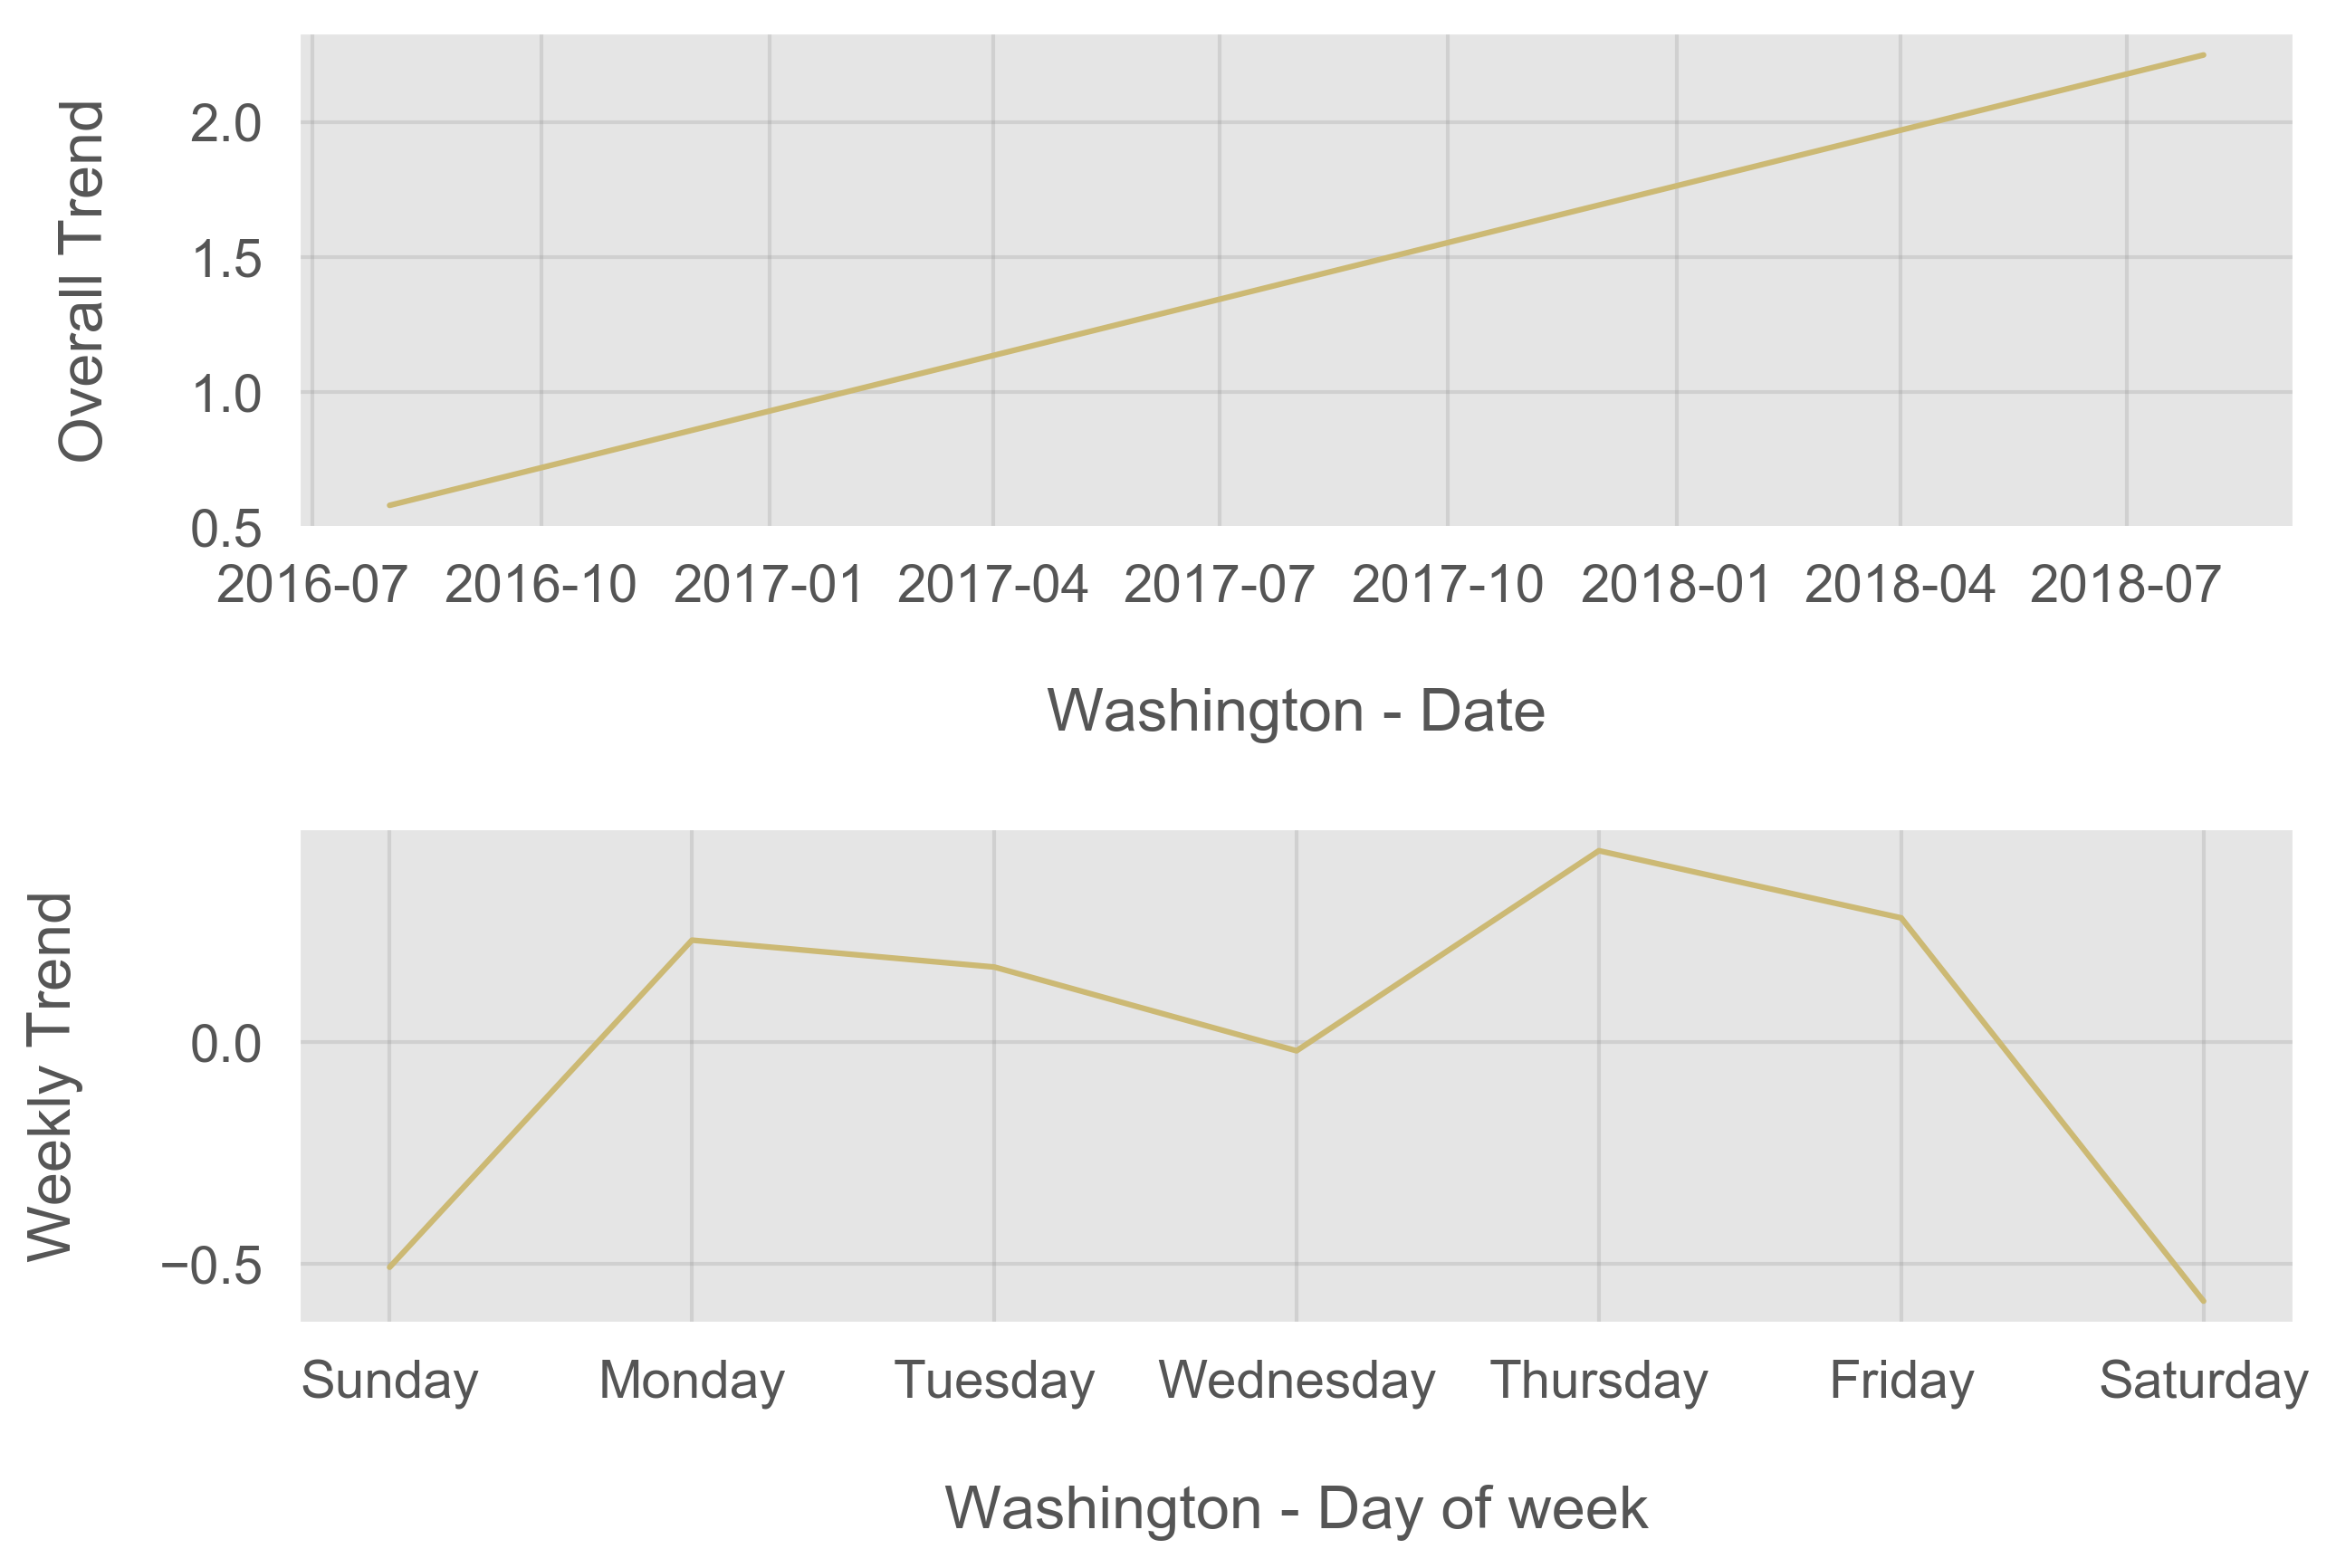 Overall Trend
2.0
1.5
1.0
0.5
2016-07 2016-10 2017-01 2017-04 2017-07 2017-10 2018-01 2018-04 2018-07
Washington - Date
Weekly Trend
0.0
−0.5
Sunday Monday Tuesday Wednesday Thursday Friday Saturday
Washington - Day of week